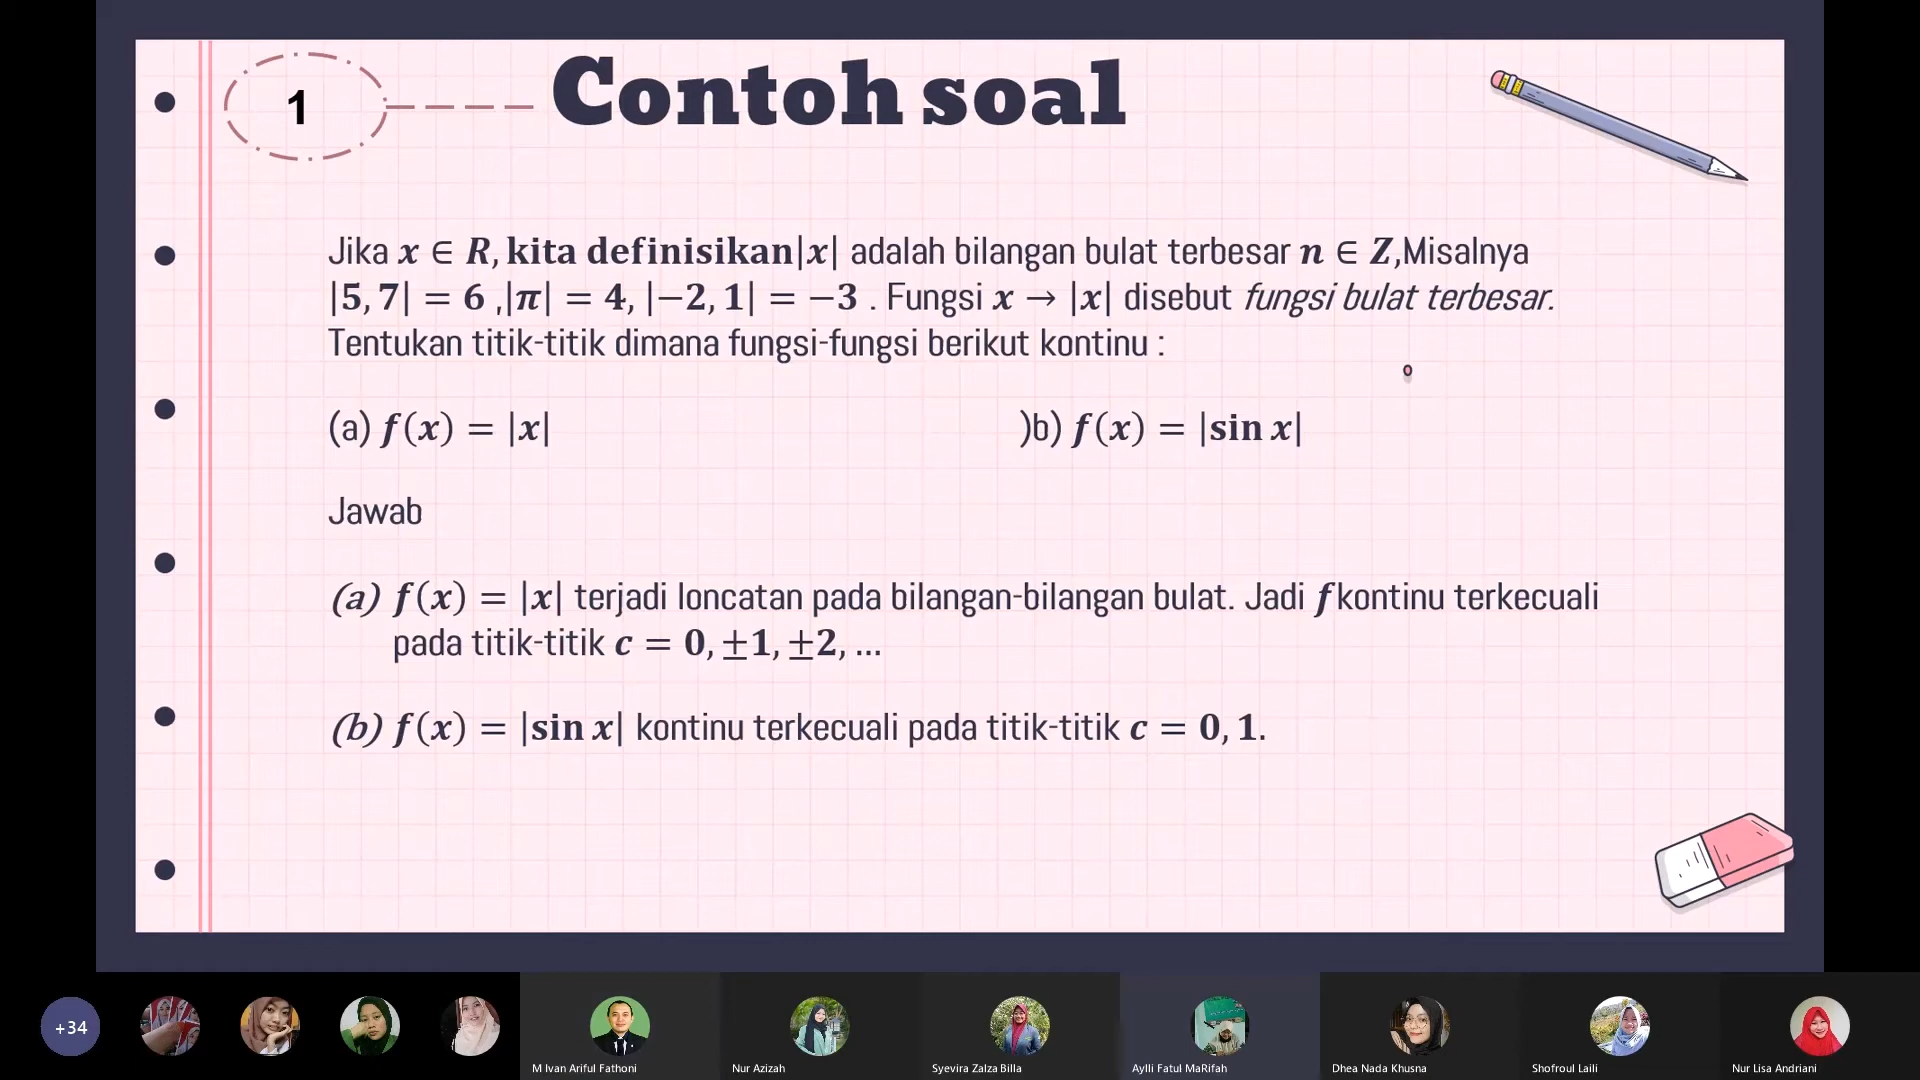 1
Contoh soal
Jika x ∈ R, kita definisikan|x| adalah bilangan bulat terbesar n ∈ Z,Misalnya
|5, 7| = 6 ,|π| = 4, |−2, 1| = −3 . Fungsi x → |x| disebut fungsi bulat terbesar.
Tentukan titik-titik dimana fungsi-fungsi berikut kontinu :
(a) f(x) = |x| )b) f(x) = |sin x|
Jawab
(a) f(x) = |x| terjadi loncatan pada bilangan-bilangan bulat. Jadi f kontinu terkecuali
pada titik-titik c = 0, ±1, ±2, ...
(b) f(x) = |sin x| kontinu terkecuali pada titik-titik c = 0, 1.
+34
M Ivan Ariful Fathoni
Nur Azizah
Syevira Zalza Billa
Aylli Fatul MaRifah
Dhea Nada Khusna
Shofroul Laili
Nur Lisa Andriani